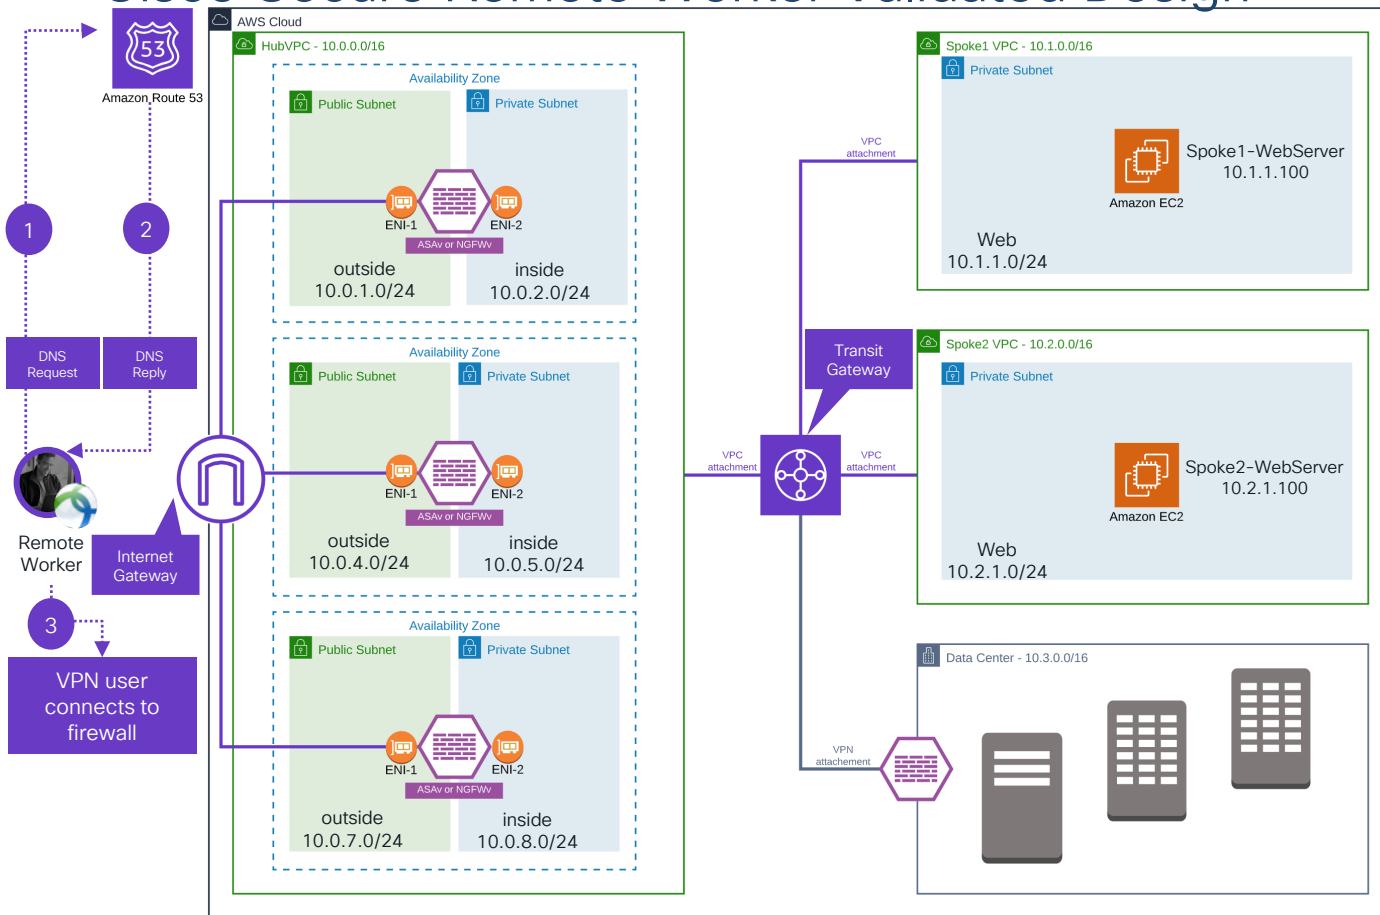 Cisco Secure Remote Worker Validated Design
AWS Cloud
53
Amazon Route 53
1
2
DNS
Request
DNS
Reply
Remote
Worker
Internet
Gateway
3
VPN user
connects to
firewall
HubVPC - 10.0.0.0/16
Availability Zone
Public Subnet
Private Subnet
ENI-1
ENI-2
ASAv or NGFWv
outside
10.0.1.0/24
inside
10.0.2.0/24
Availability Zone
Public Subnet
Private Subnet
ENI-1
ENI-2
ASAv or NGFWv
outside
10.0.4.0/24
inside
10.0.5.0/24
Availability Zone
Public Subnet
Private Subnet
ENI-1
ENI-2
ASAv or NGFWv
outside
10.0.7.0/24
inside
10.0.8.0/24
VPC
attachment
Transit
Gateway
VPC
attachment
VPC
attachment
VPN
attachement
Spoke1 VPC - 10.1.0.0/16
Private Subnet
Amazon EC2
Spoke1-WebServer
10.1.1.100
Web
10.1.1.0/24
Spoke2 VPC - 10.2.0.0/16
Private Subnet
Amazon EC2
Spoke2-WebServer
10.2.1.100
Web
10.2.1.0/24
Data Center - 10.3.0.0/16